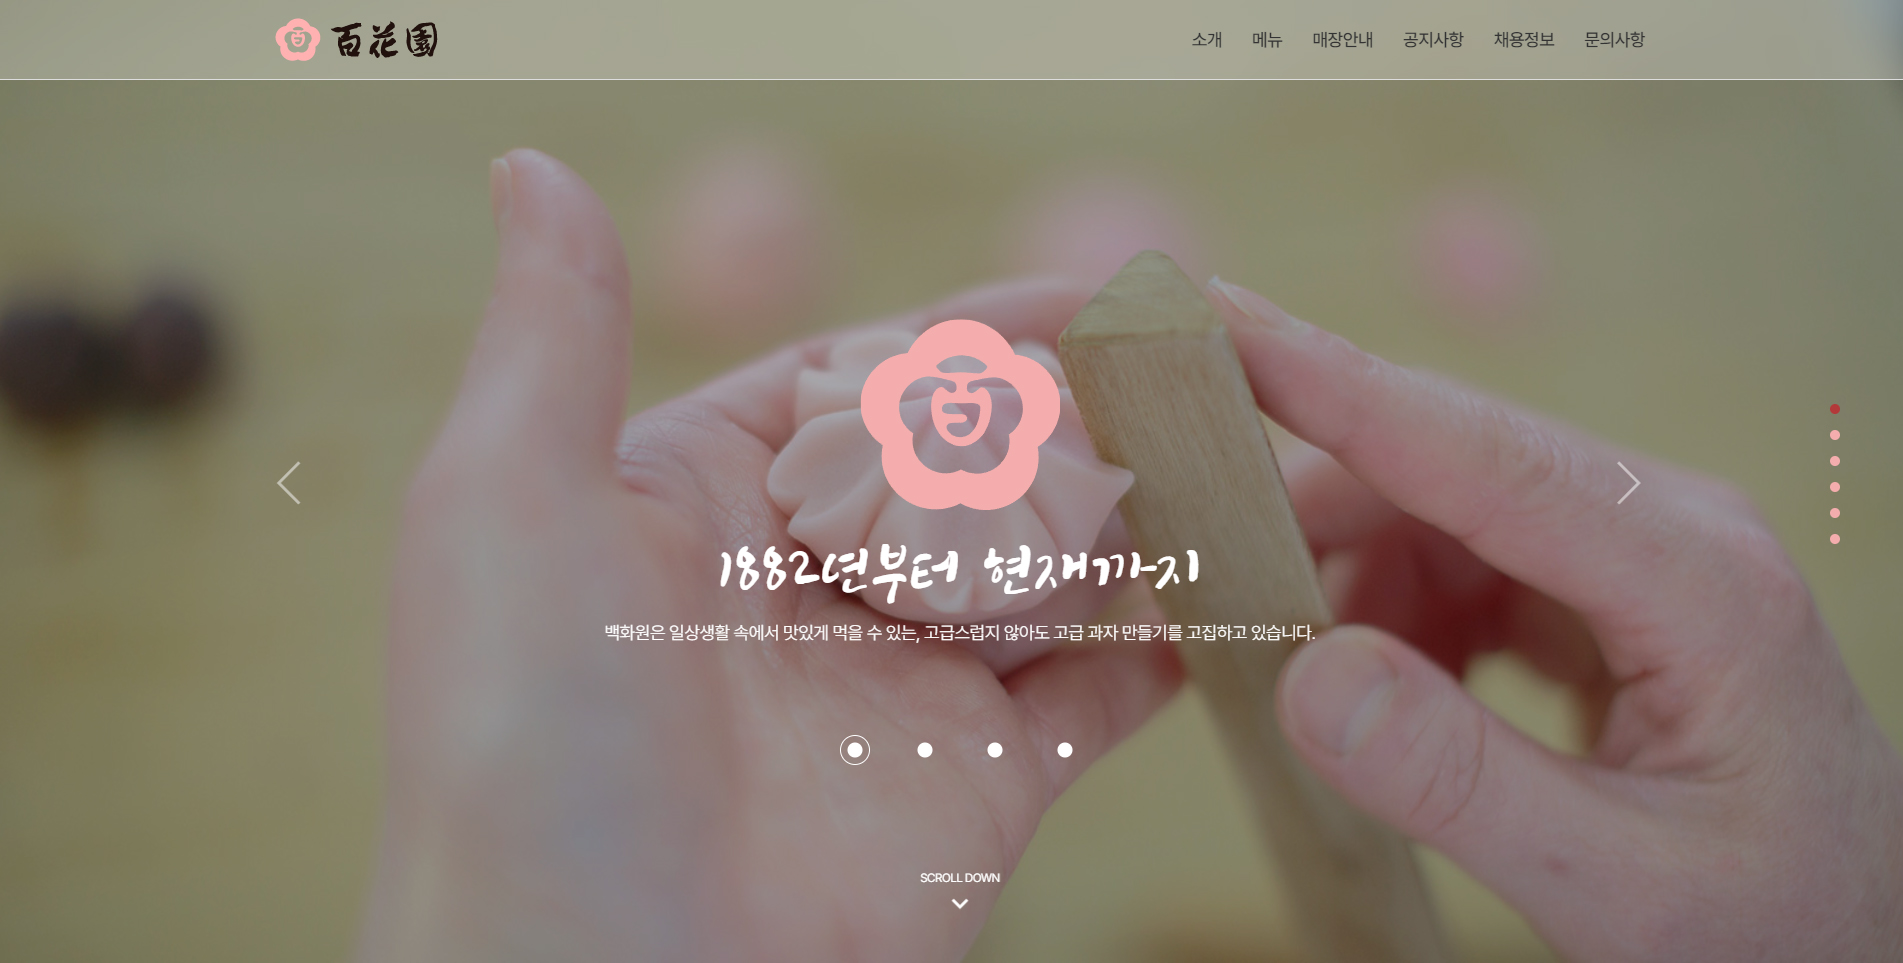 百 百花園
소개 메뉴 매장안내 공지사항 채용정보 문의사항
百
1882년부터 현재까지
백화원은 일상생활 속에서 맛있게 먹을 수 있는, 고급스럽지 않아도 고급 과자 만들기를 고집하고 있습니다.
SCROLL DOWN